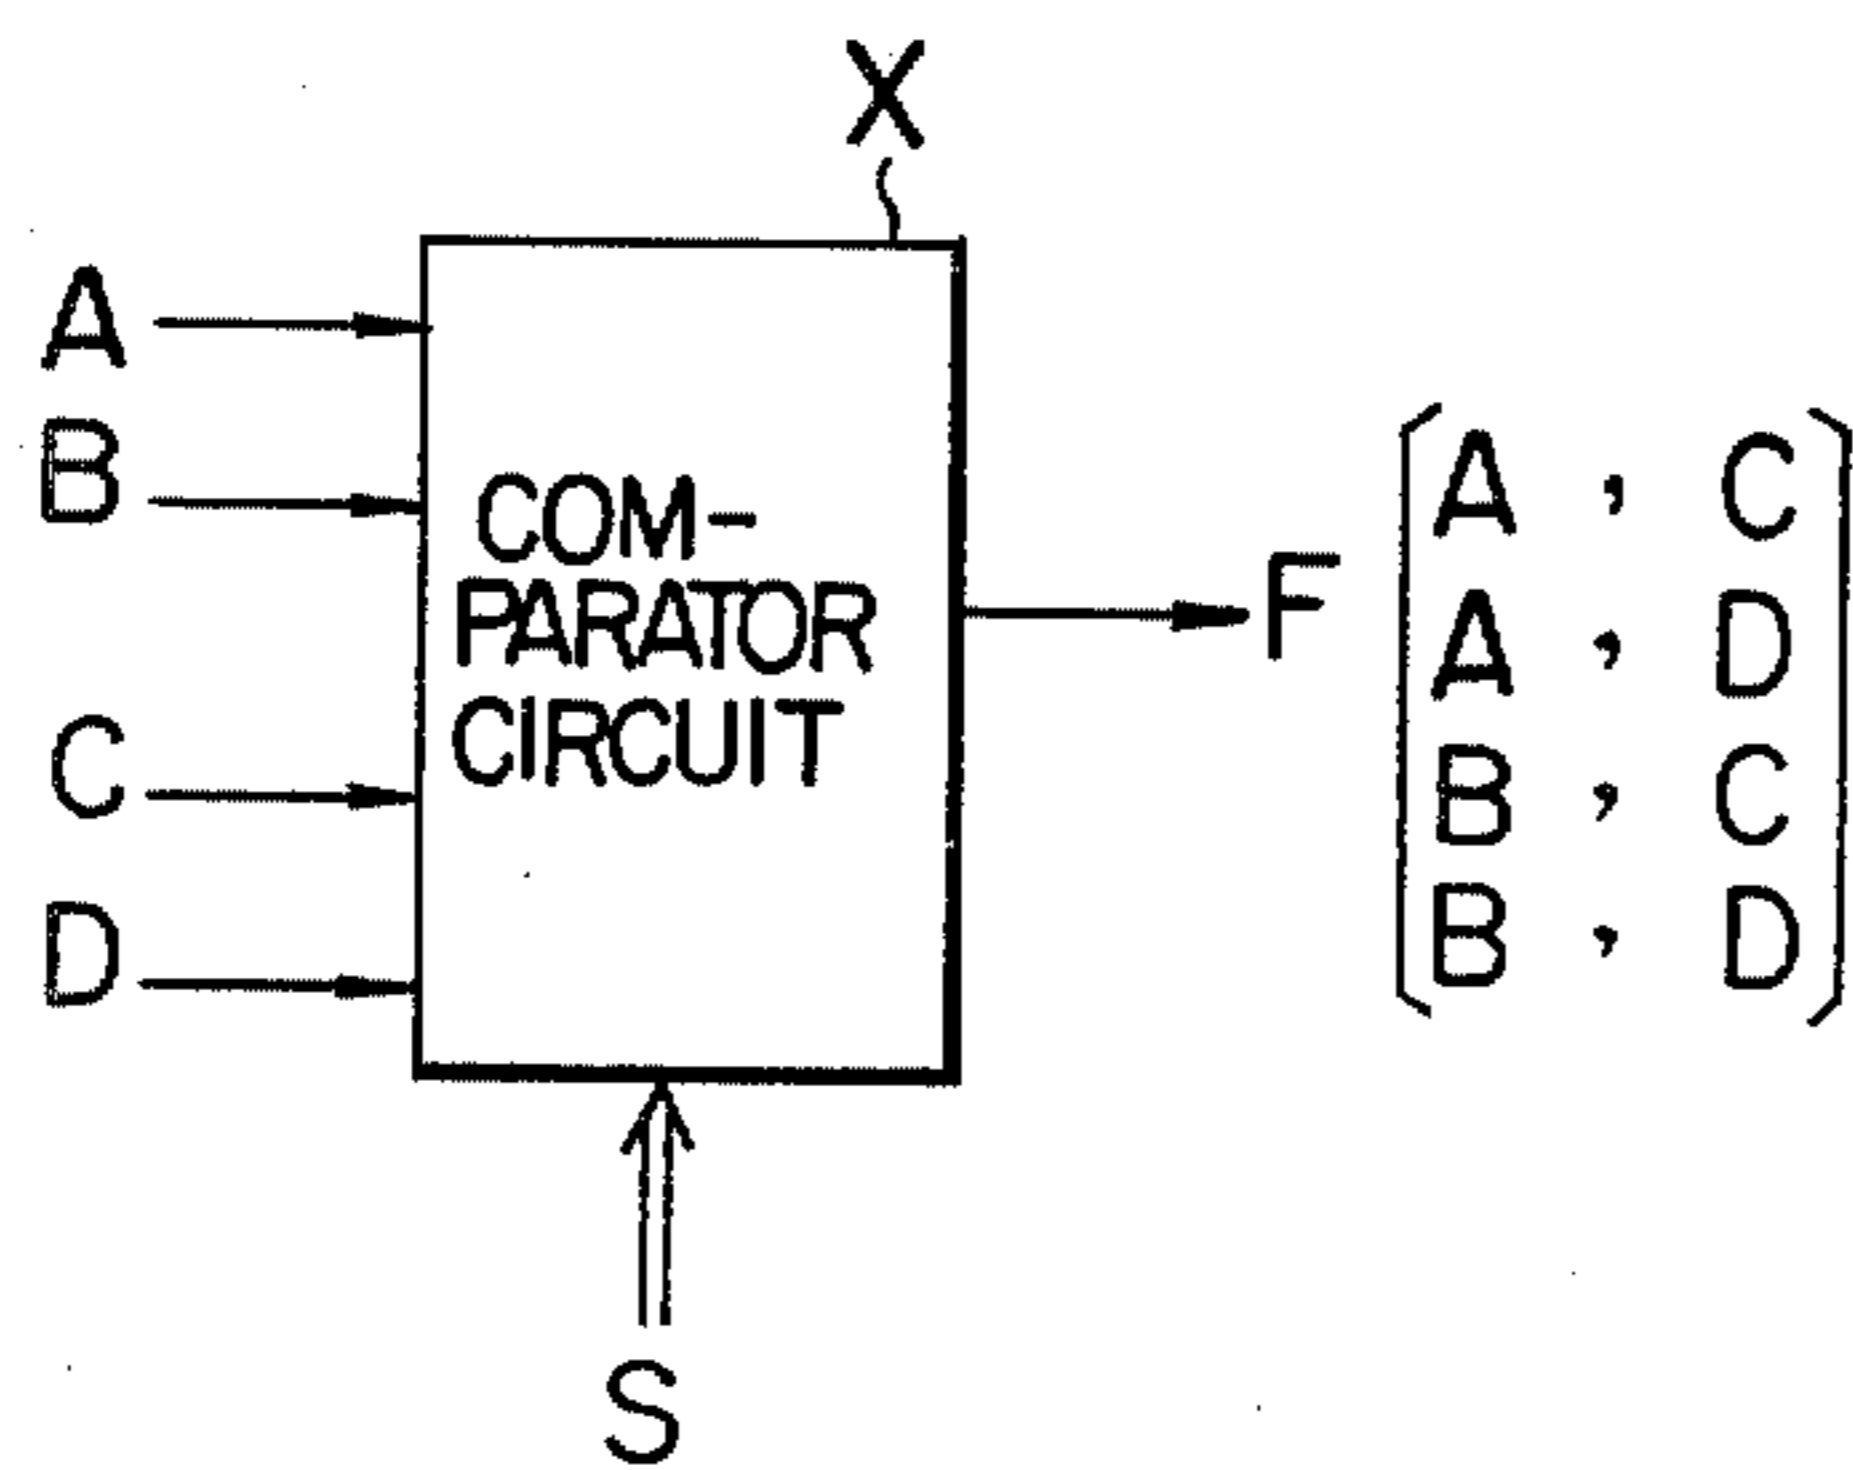 X
A
B
C
D
COM-
PARATOR
CIRCUIT
F
A , C
A , D
B , C
B , D
S